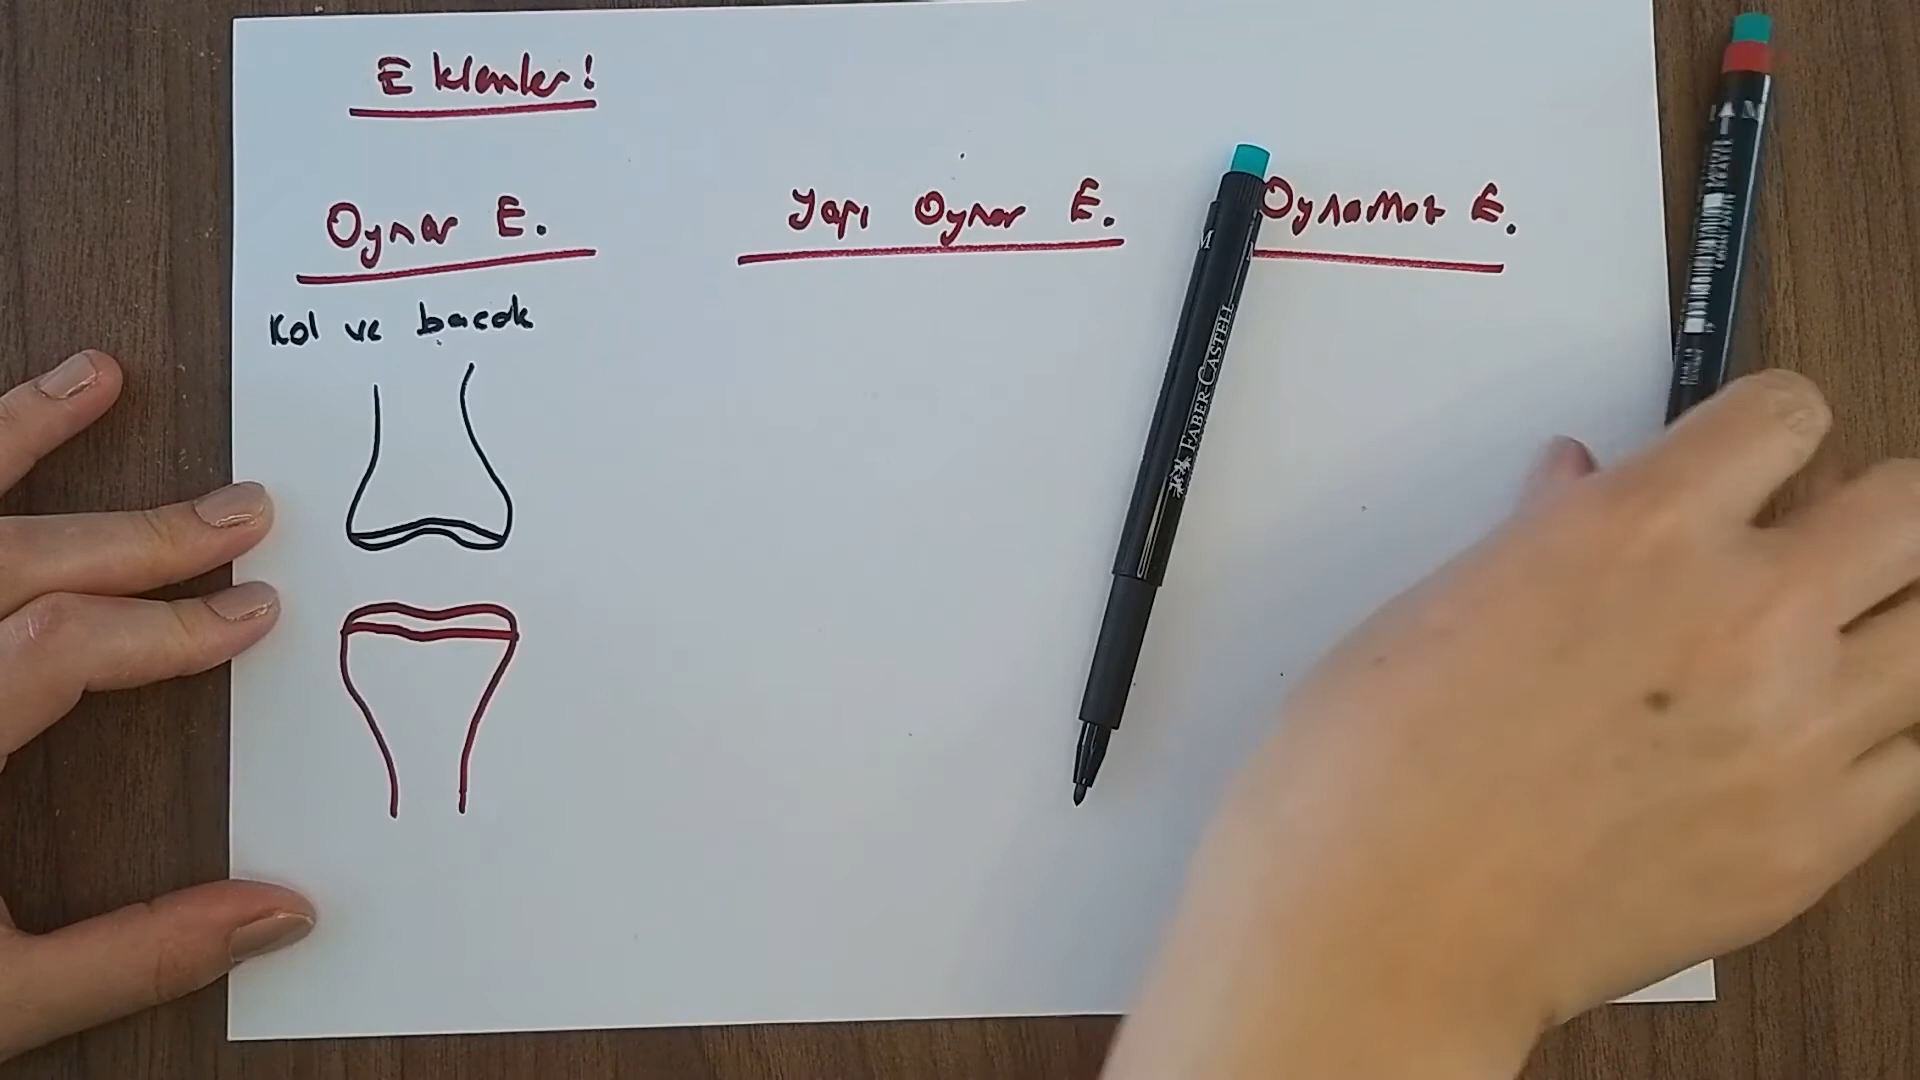 Eklemler!
Oynar E.
Yarı Oynar E.
Oynamaz E.
Kol ve bacak
FABER-CASTELL
M